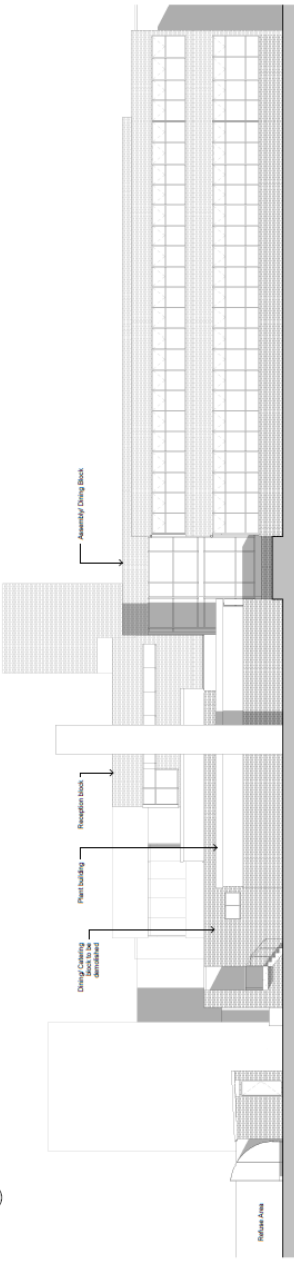 Refuse Area
Dining/ Catering
block to be
demolished
Plant building
Reception block
Assembly/ Dining Block